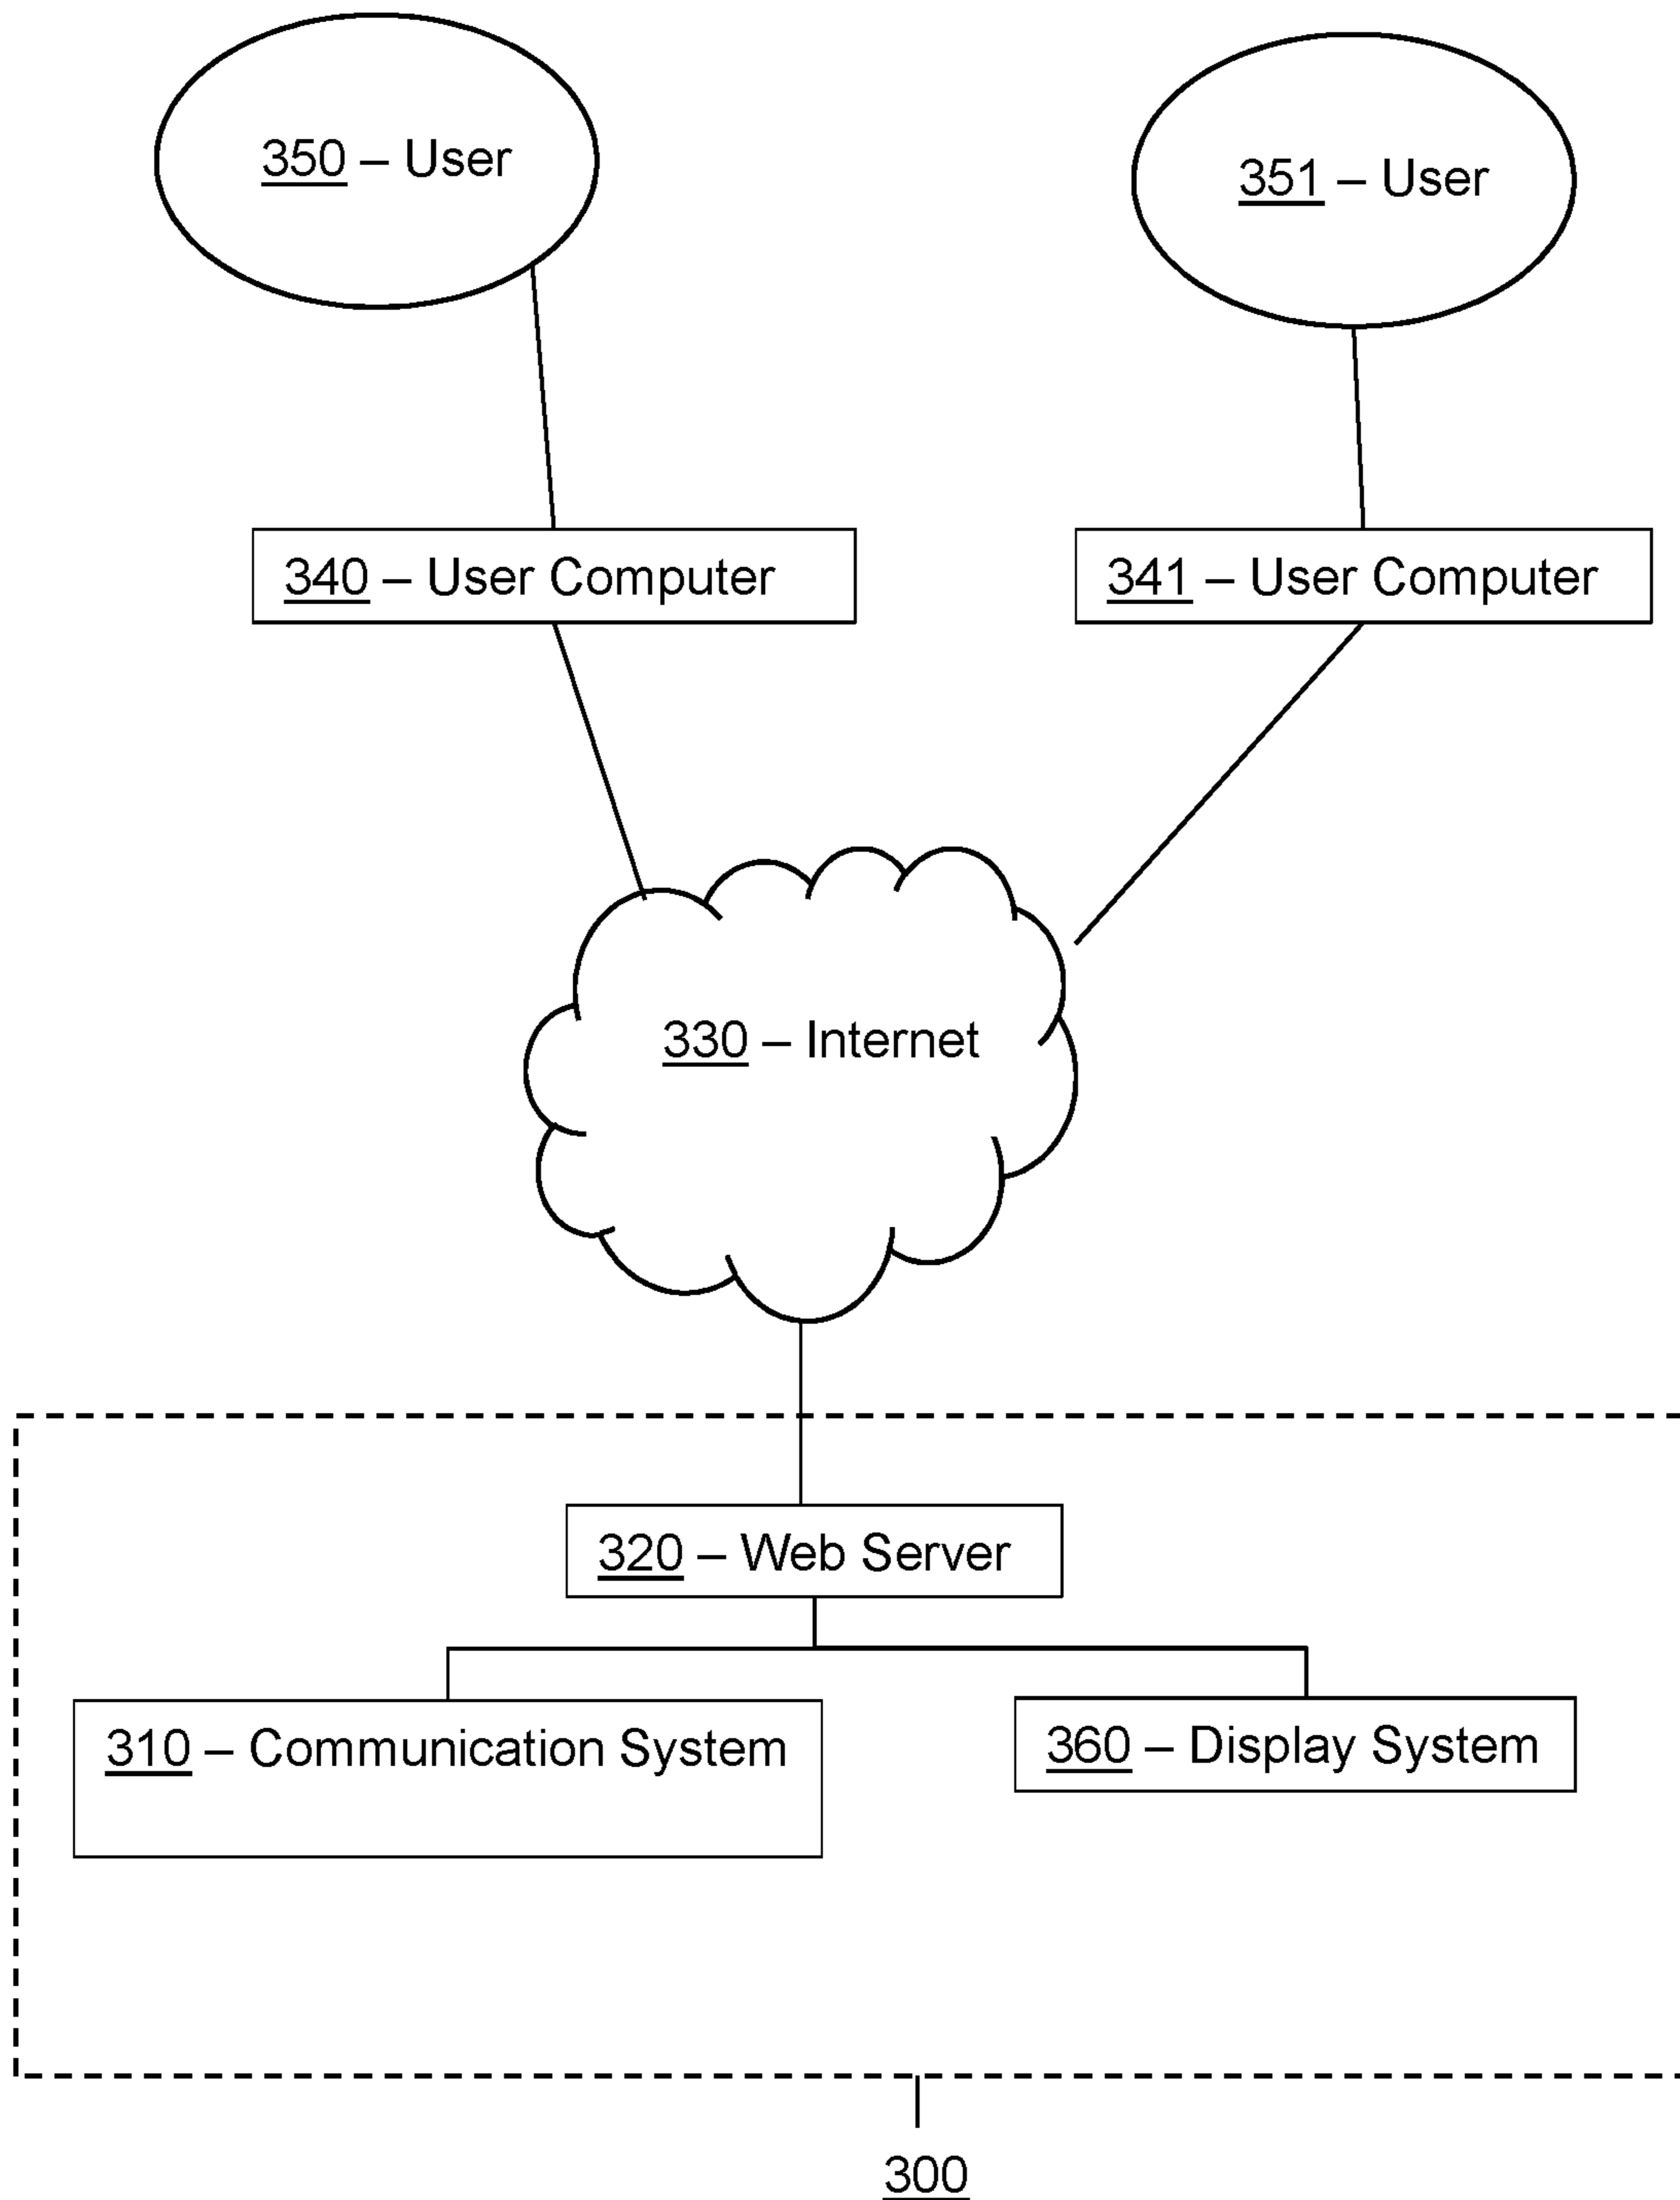 350 – User
351 – User
340 – User Computer
341 – User Computer
330 – Internet
320 – Web Server
310 – Communication System
360 – Display System
300